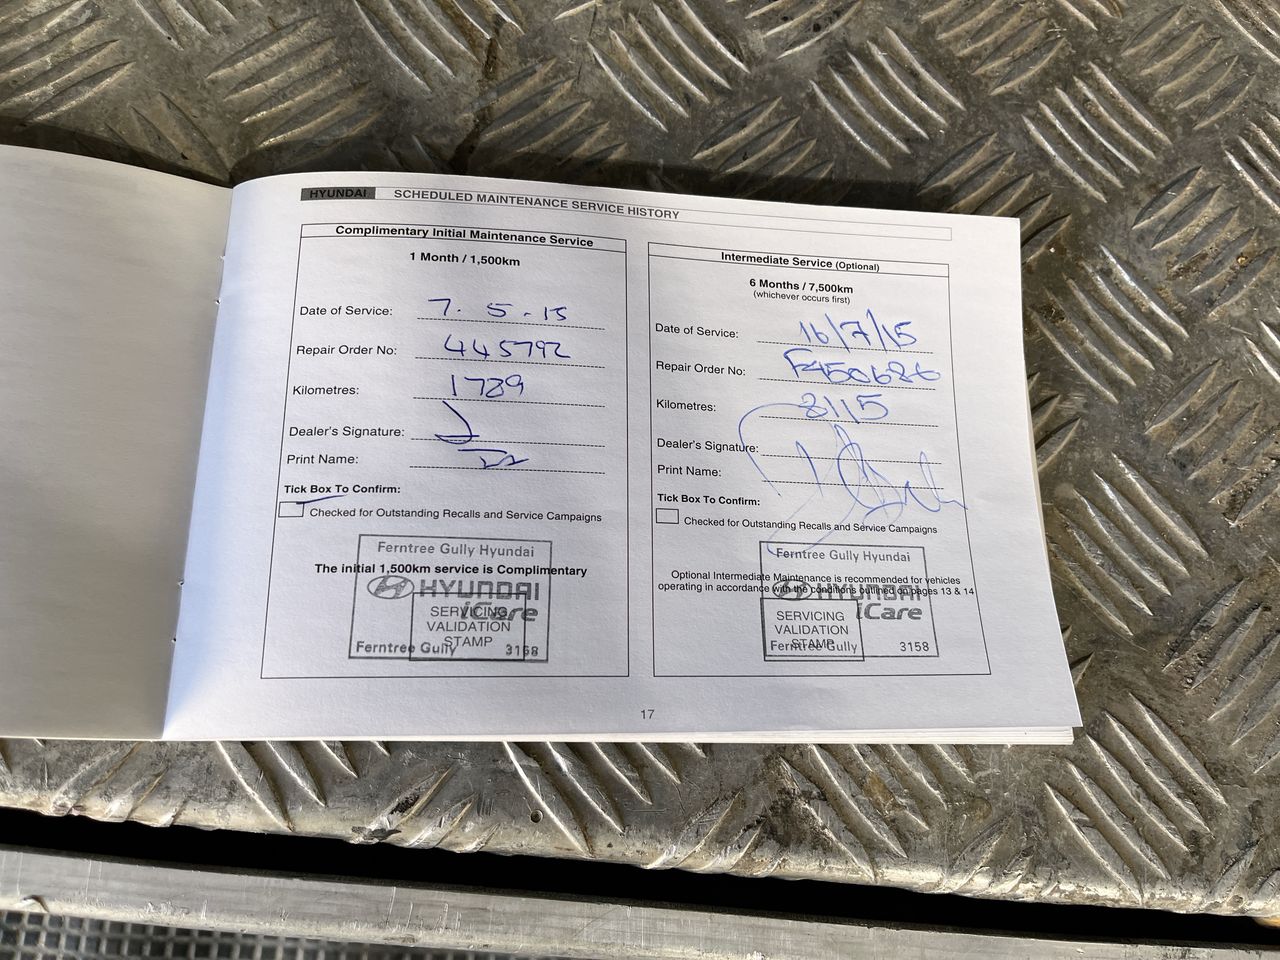 HYUNDAI SCHEDULED MAINTENANCE SERVICE HISTORY
Complimentary Initial Maintenance Service
1 Month / 1,500km
Date of Service: 7. 5. 15
Repair Order No: 445792
Kilometres: 1789
Dealer's Signature:
Print Name:
Tick Box To Confirm:
Checked for Outstanding Recalls and Service Campaigns
Ferntree Gully Hyundai
The initial 1,500km service is Complimentary
HYUNDAI
iCare
SERVICING
VALIDATION
STAMP
Ferntree Gully 3158
Intermediate Service (Optional)
6 Months / 7,500km
(whichever occurs first)
Date of Service: 16/7/15
Repair Order No: F450686
Kilometres: 8115
Dealer's Signature:
Print Name:
Tick Box To Confirm:
Checked for Outstanding Recalls and Service Campaigns
Ferntree Gully Hyundai
Optional Intermediate Maintenance is recommended for vehicles
operating in accordance with the conditions outlined on pages 13 & 14
HYUNDAI
iCare
SERVICING
VALIDATION
STAMP
Ferntree Gully 3158
17